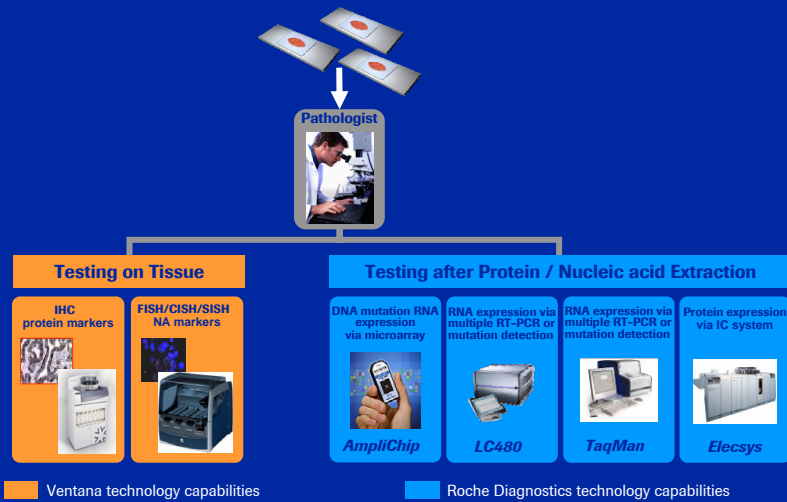 Pathologist
Testing on Tissue
Testing after Protein / Nucleic acid Extraction
IHC
protein markers
FISH/CISH/SISH
NA markers
DNA mutation RNA
expression
via microarray
AmpliChip
RNA expression via
multiple RT-PCR or
mutation detection
LC480
RNA expression via
multiple RT-PCR or
mutation detection
TaqMan
Protein expression
via IC system
Elecsys
Ventana technology capabilities
Roche Diagnostics technology capabilities